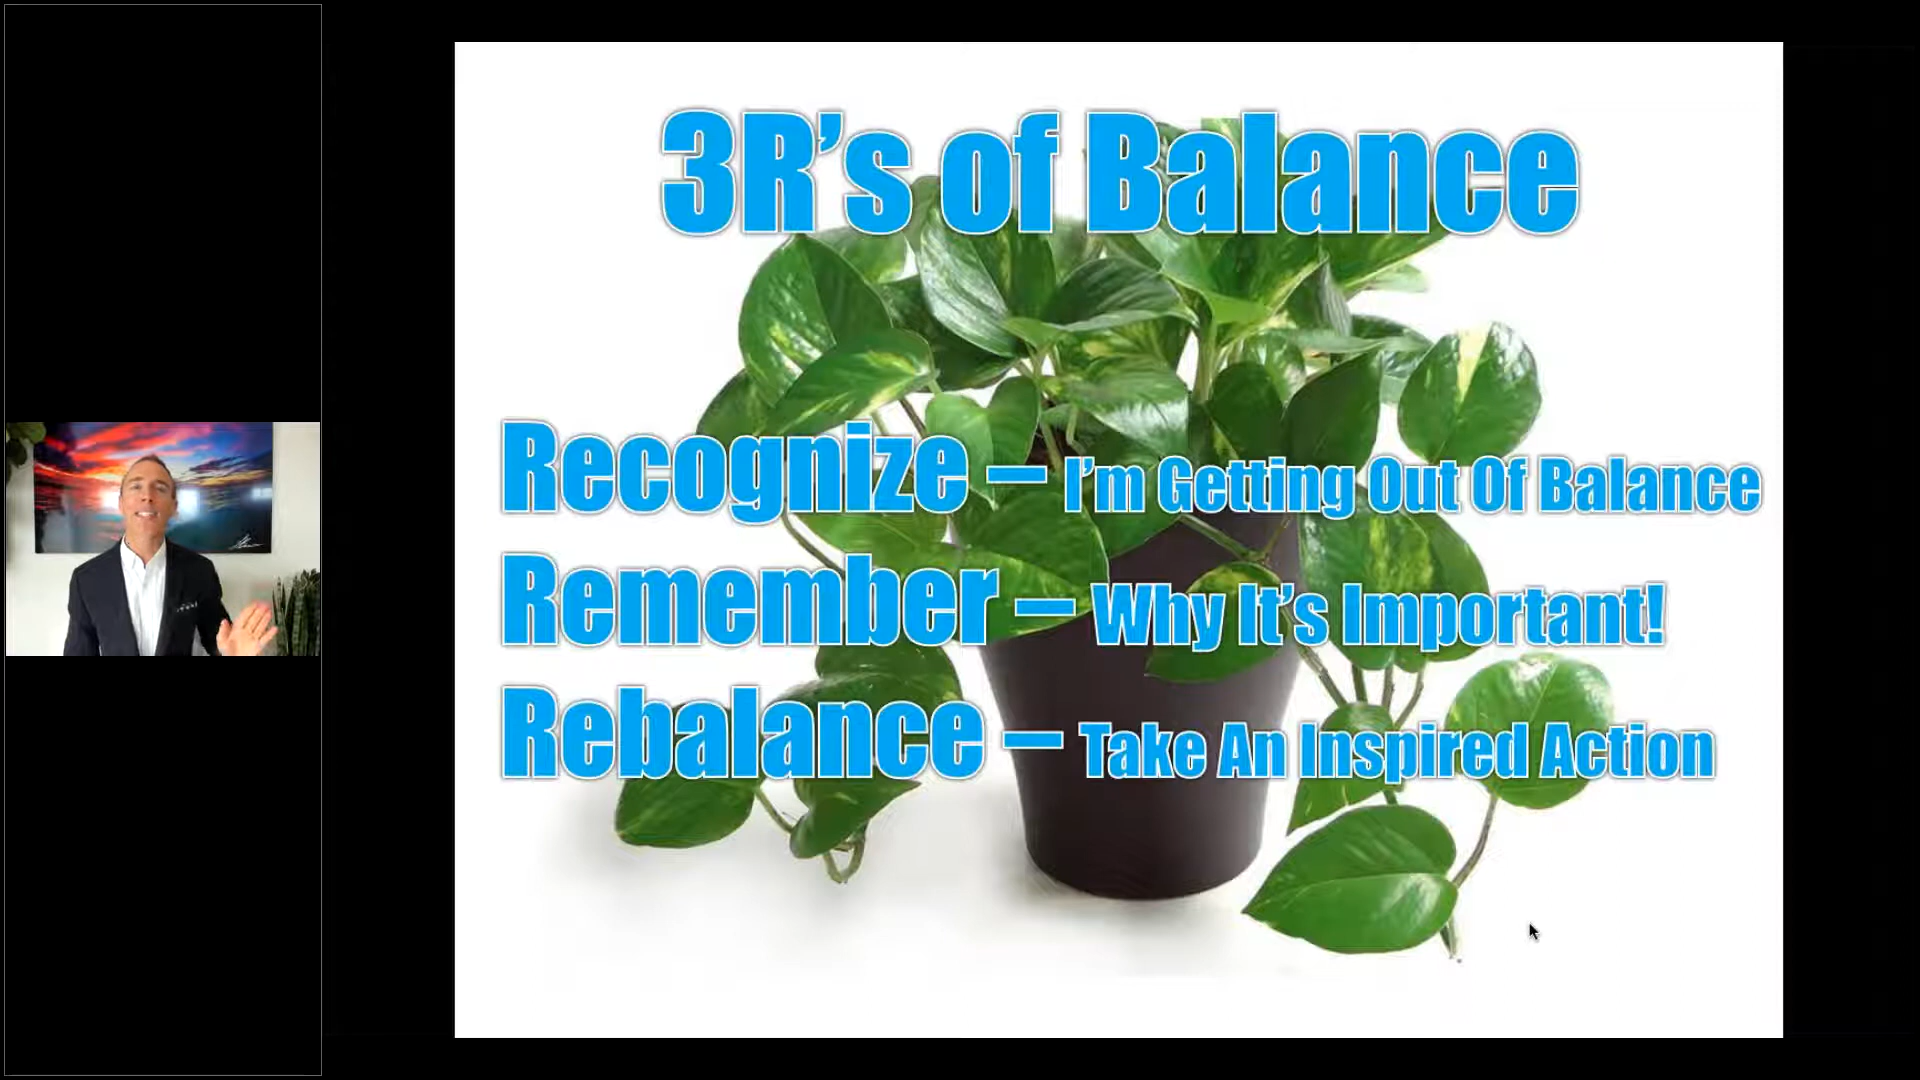 3R's of Balance
Recognize – I'm Getting Out Of Balance
Remember – Why It's Important!
Rebalance – Take An Inspired Action